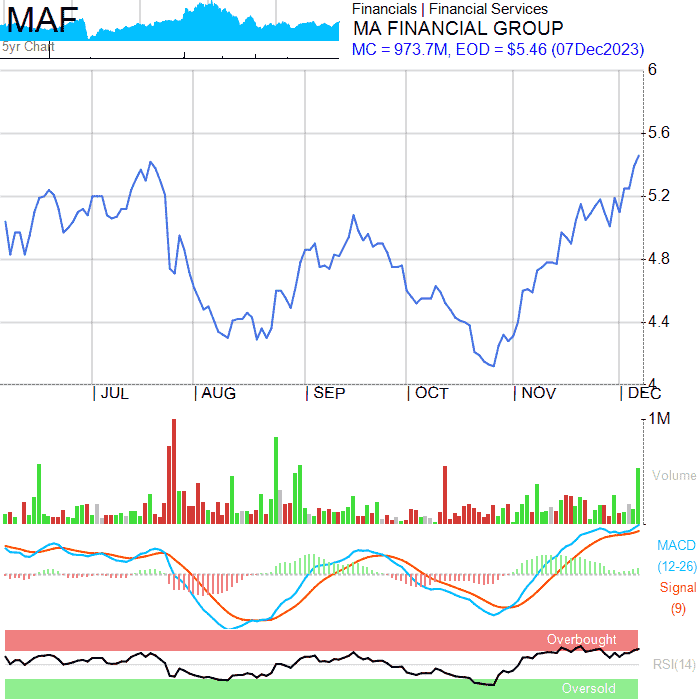 MAF
5yr Chart
Financials | Financial Services
MA FINANCIAL GROUP
MC = 973.7M, EOD = $5.46 (07Dec2023)
6
5.6
5.2
4.8
4.4
4
JUL AUG SEP OCT NOV DEC
1M
Volume
MACD
(12-26)
Signal
(9)
Overbought
RSI(14)
Oversold